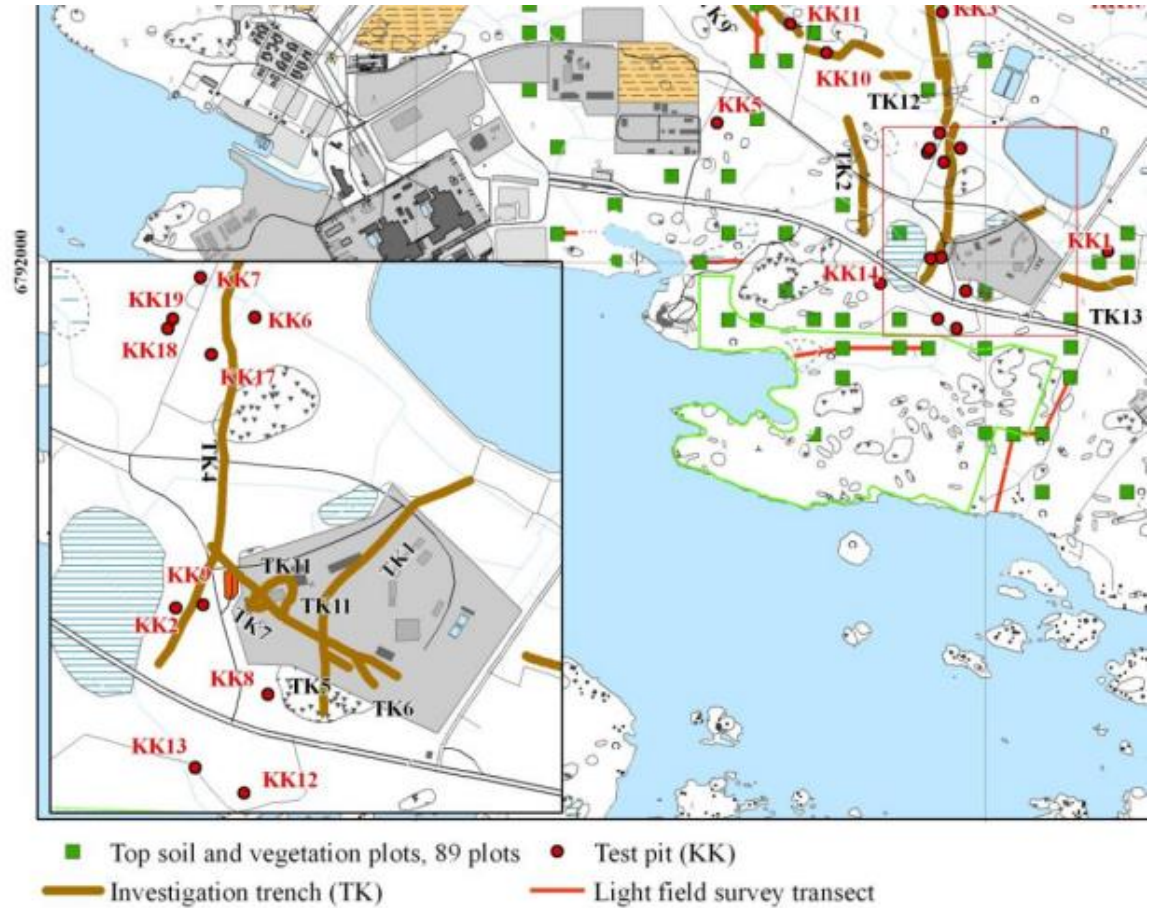 KK11
KK3
TK9
KK10
KK5
TK12
TK2
6792000
KK1
KK14
TK13
KK7
KK19
KK6
KK18
KK17
TK4
TK1
TK11
KK9
TK11
KK2
TK7
KK8
TK5
TK6
KK13
KK12
Top soil and vegetation plots, 89 plots
Test pit (KK)
Investigation trench (TK)
Light field survey transect